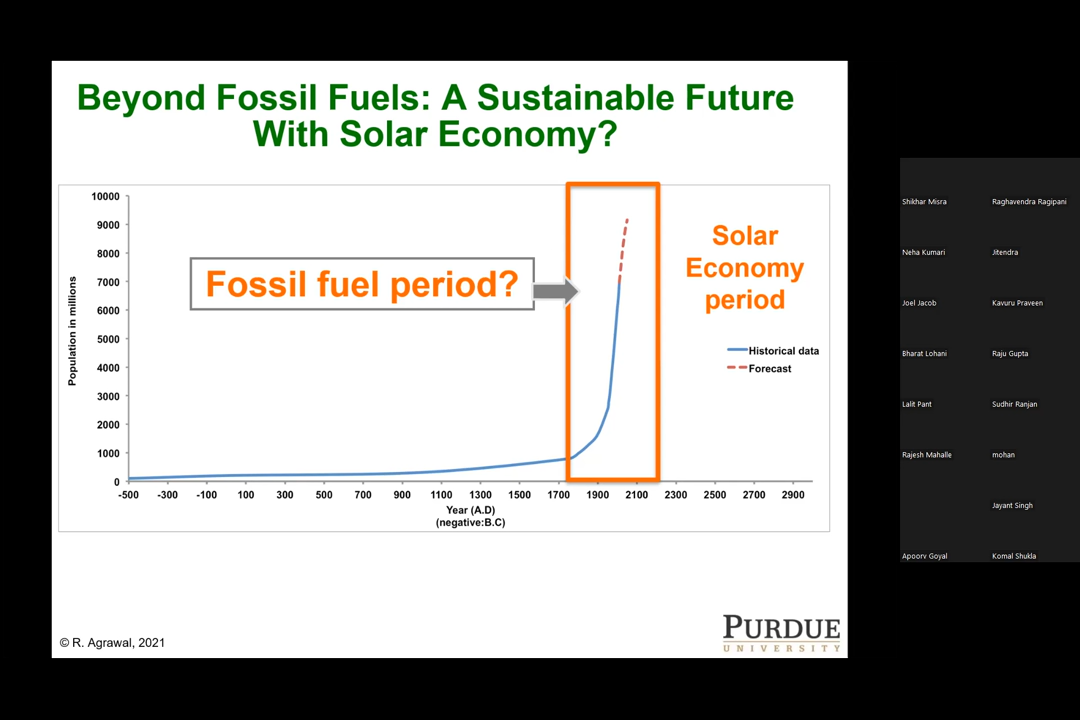 Beyond Fossil Fuels: A Sustainable Future
With Solar Economy?
10000
9000
8000
7000
6000
5000
4000
3000
2000
1000
0
Population in millions
Fossil fuel period?
Solar
Economy
period
Historical data
Forecast
-500 -300 -100 100 300 500 700 900 1100 1300 1500 1700 1900 2100 2300 2500 2700 2900
Year (A.D)
(negative:B.C)
© R. Agrawal, 2021
PURDUE
UNIVERSITY
Shikhar Misra
Raghavendra Ragipani
Neha Kumari
Jitendra
Joel Jacob
Kavuru Praveen
Bharat Lohani
Raju Gupta
Lalit Pant
Sudhir Ranjan
Rajesh Mahalle
mohan
Jayant Singh
Apoorv Goyal
Komal Shukla